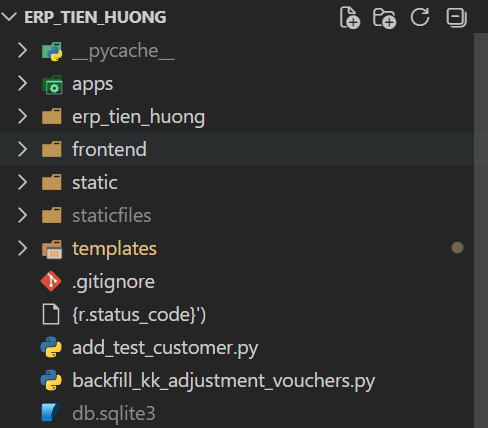 ERP_TIEN_HUONG
__pycache__
apps
erp_tien_huong
frontend
static
staticfiles
templates
.gitignore
{r.status_code}')
add_test_customer.py
backfill_kk_adjustment_vouchers.py
db.sqlite3